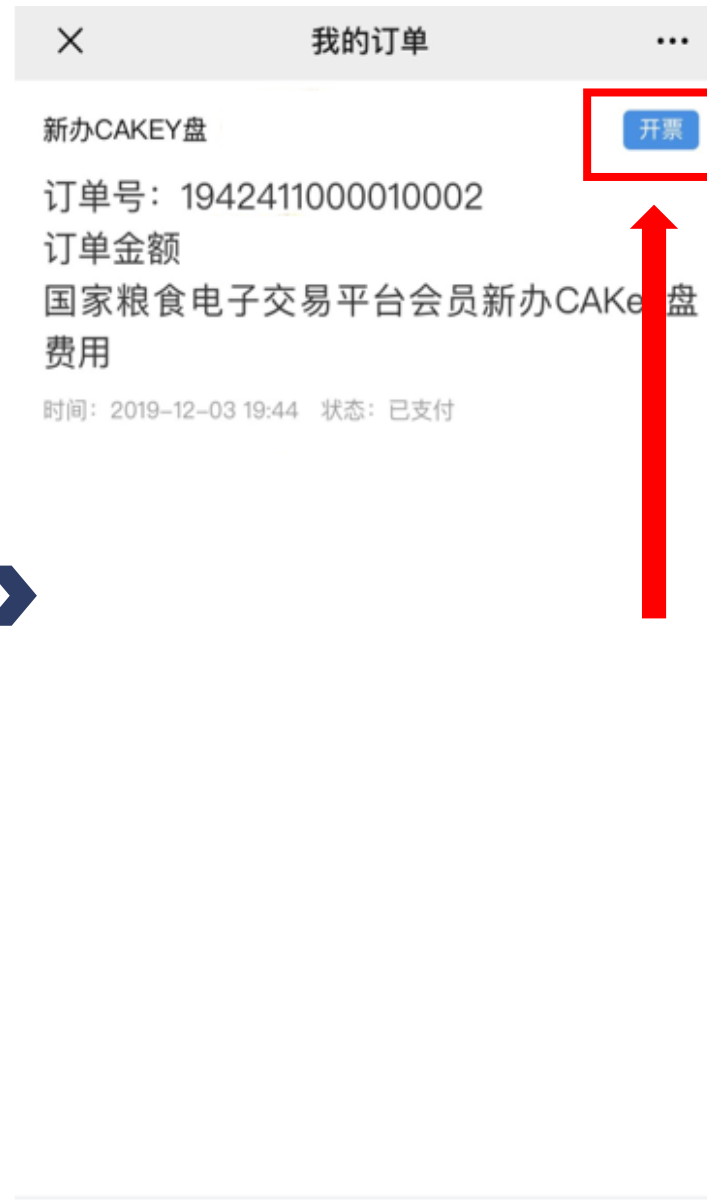 我的订单
新办CAKEY盘
开票
订单号：1942411000010002
订单金额
国家粮食电子交易平台会员新办CAKey盘
费用
时间：2019-12-03 19:44 状态：已支付